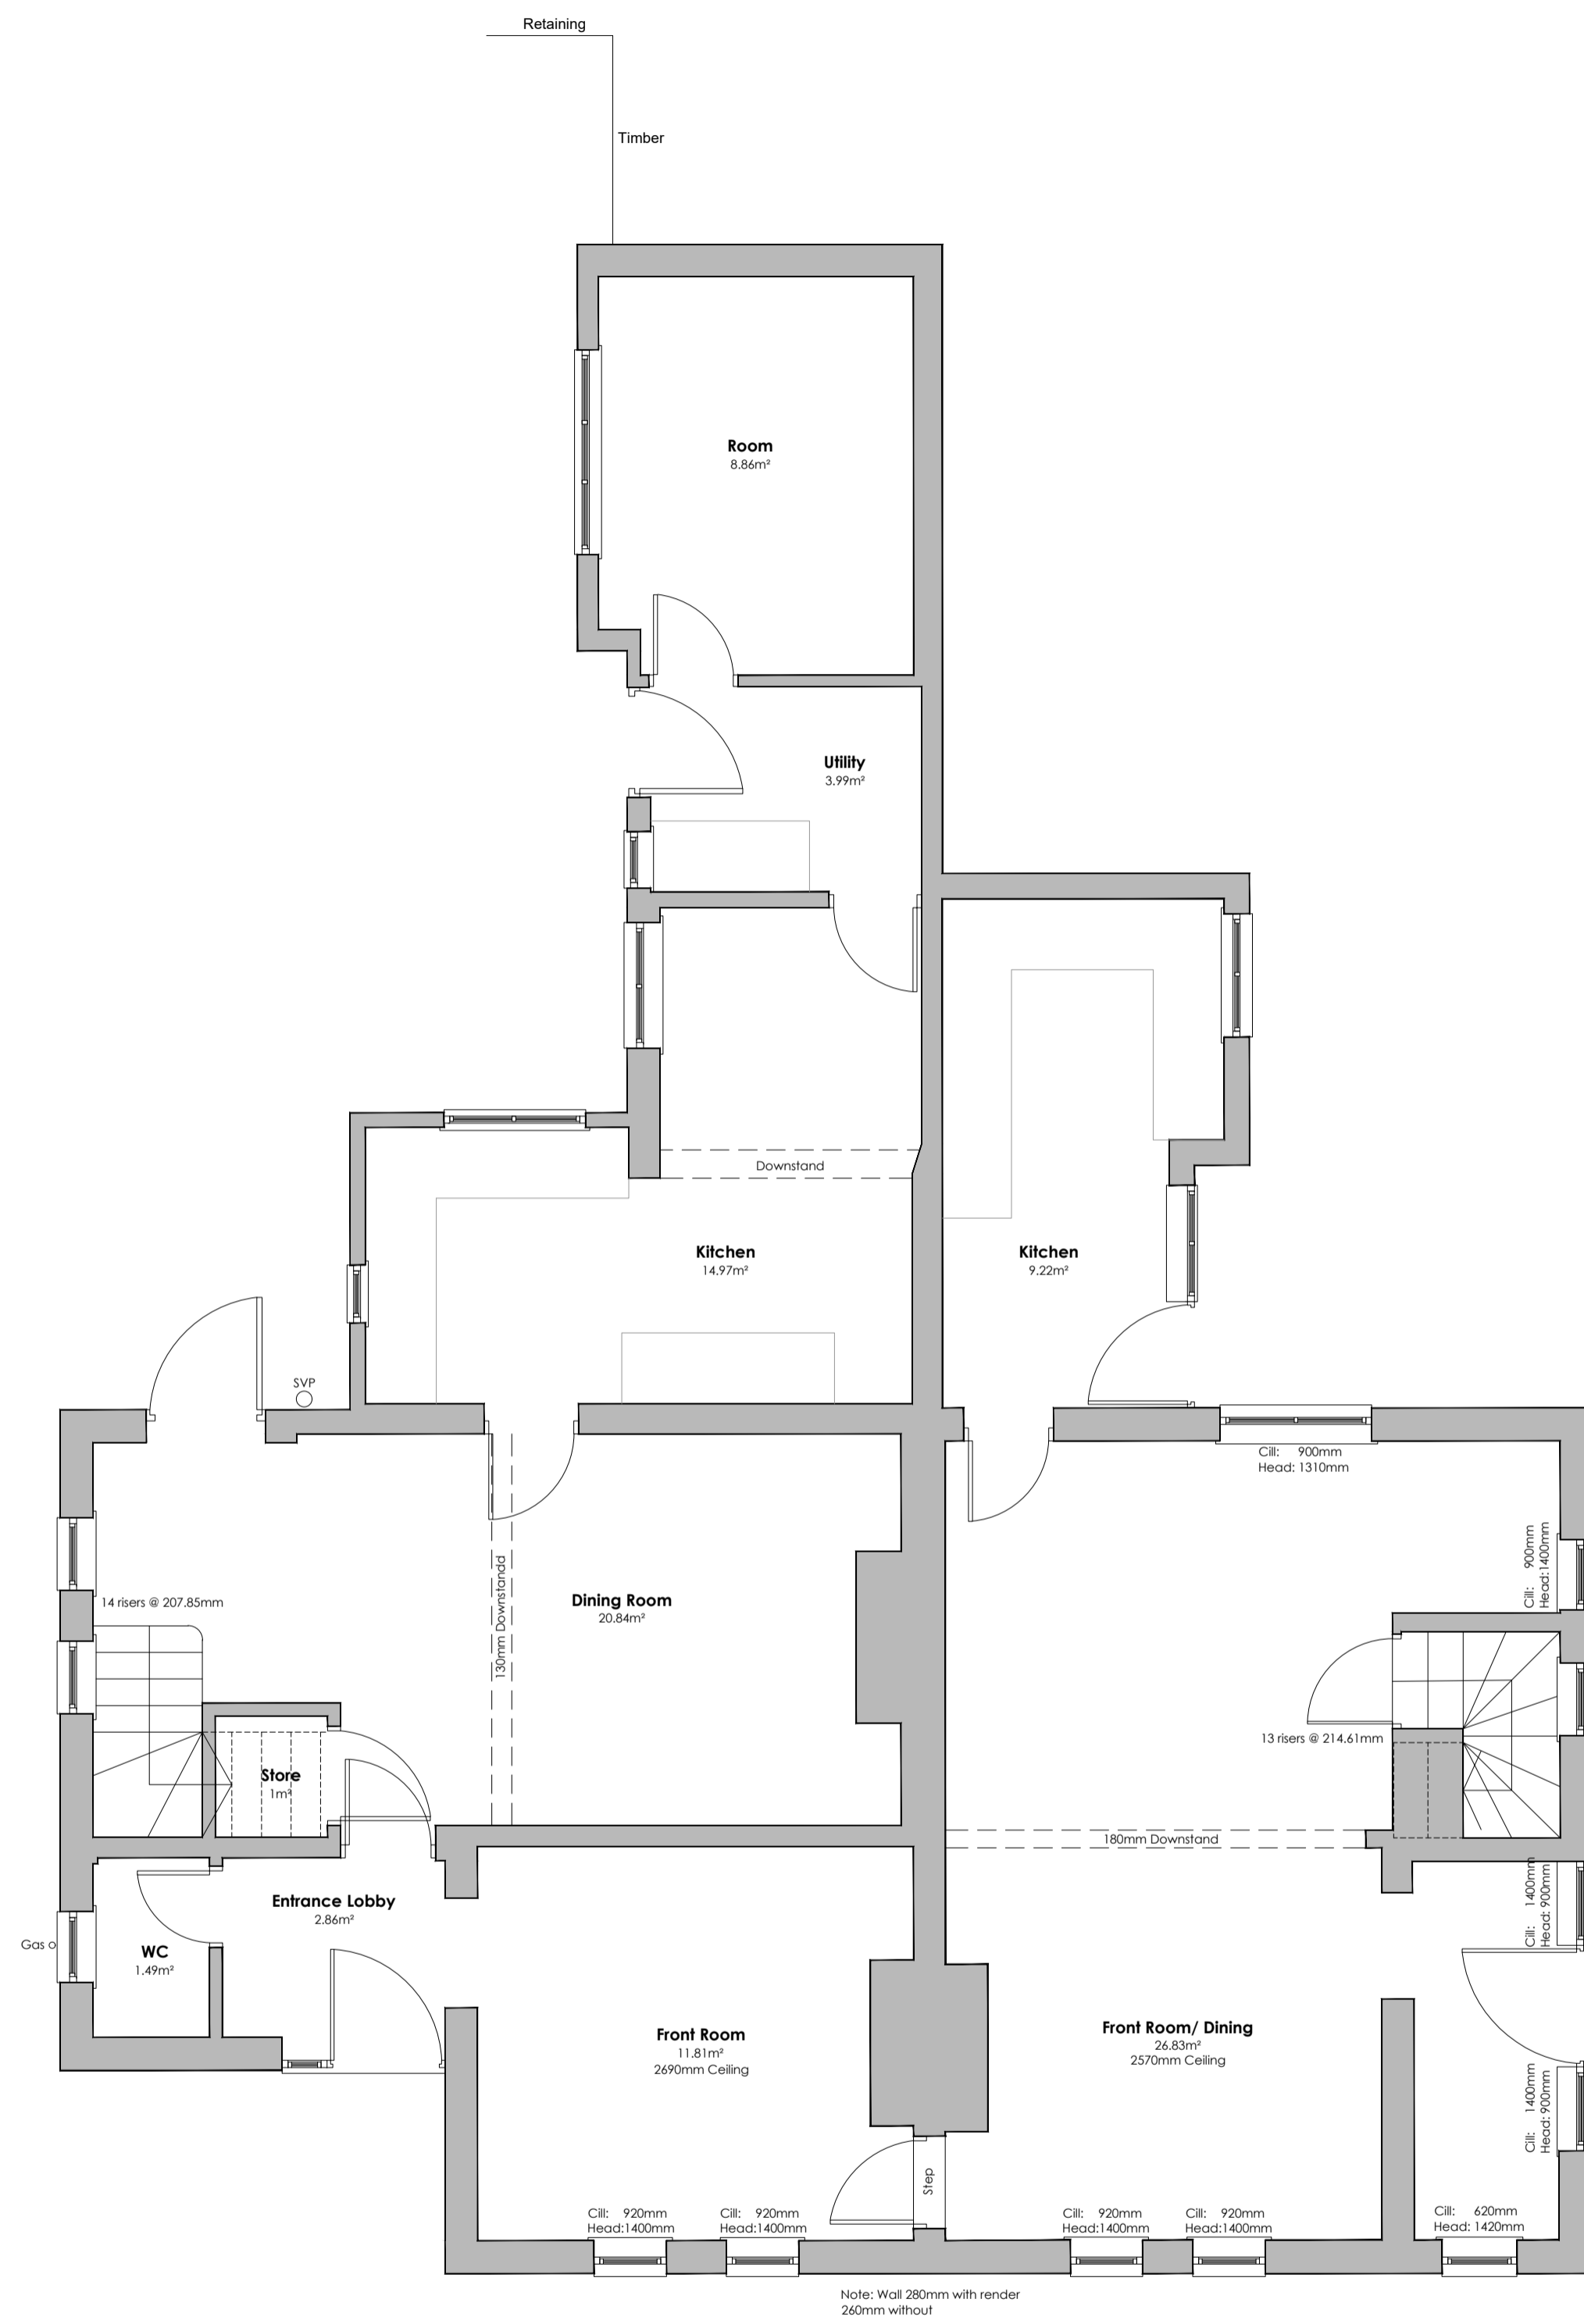 Retaining
Timber
Room
8.86m²
Utility
3.99m²
Downstand
Kitchen
14.97m²
Kitchen
9.22m²
SVP
Cill: 900mm
Head: 1310mm
Cill: 900mm
Head:1400mm
14 risers @ 207.85mm
130mm Downstandd
Dining Room
20.84m²
13 risers @ 214.61mm
Store
1m²
180mm Downstand
Entrance Lobby
2.86m²
Cill: 1400mm
Head: 900mm
Gas o
WC
1.49m²
Front Room
11.81m²
2690mm Ceiling
Front Room/ Dining
26.83m²
2570mm Ceiling
Cill: 1400mm
Head: 900mm
Step
Cill: 920mm
Head:1400mm
Cill: 920mm
Head:1400mm
Cill: 920mm
Head:1400mm
Cill: 920mm
Head:1400mm
Cill: 620mm
Head: 1420mm
Note: Wall 280mm with render
260mm without